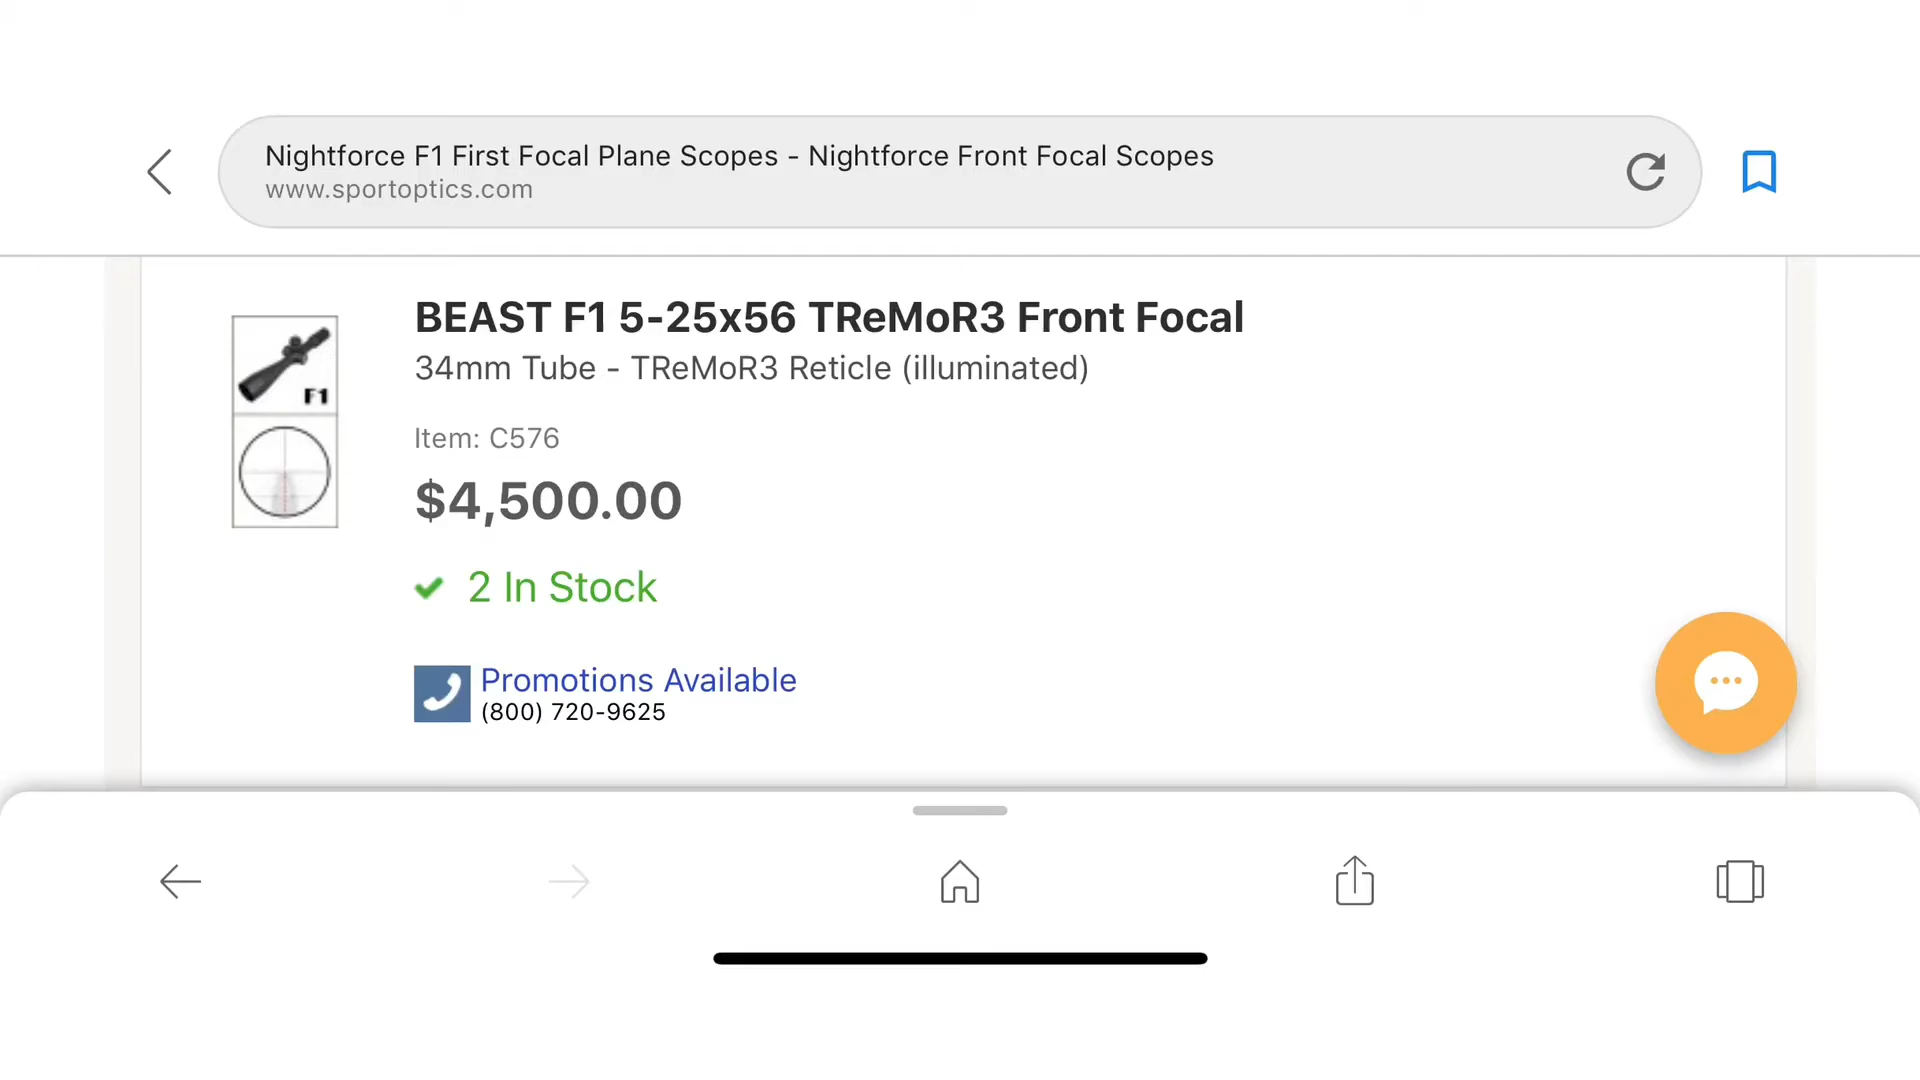 Nightforce F1 First Focal Plane Scopes - Nightforce Front Focal Scopes
www.sportoptics.com
BEAST F1 5-25x56 TReMoR3 Front Focal
34mm Tube - TReMoR3 Reticle (illuminated)
F1
Item: C576
$4,500.00
2 In Stock
Promotions Available
(800) 720-9625